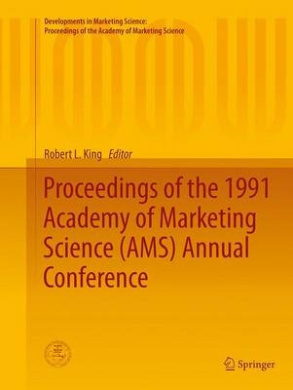 Developments in Marketing Science:
Proceedings of the Academy of Marketing Science
Robert L. King Editor
Proceedings of the 1991
Academy of Marketing
Science (AMS) Annual
Conference
Springer